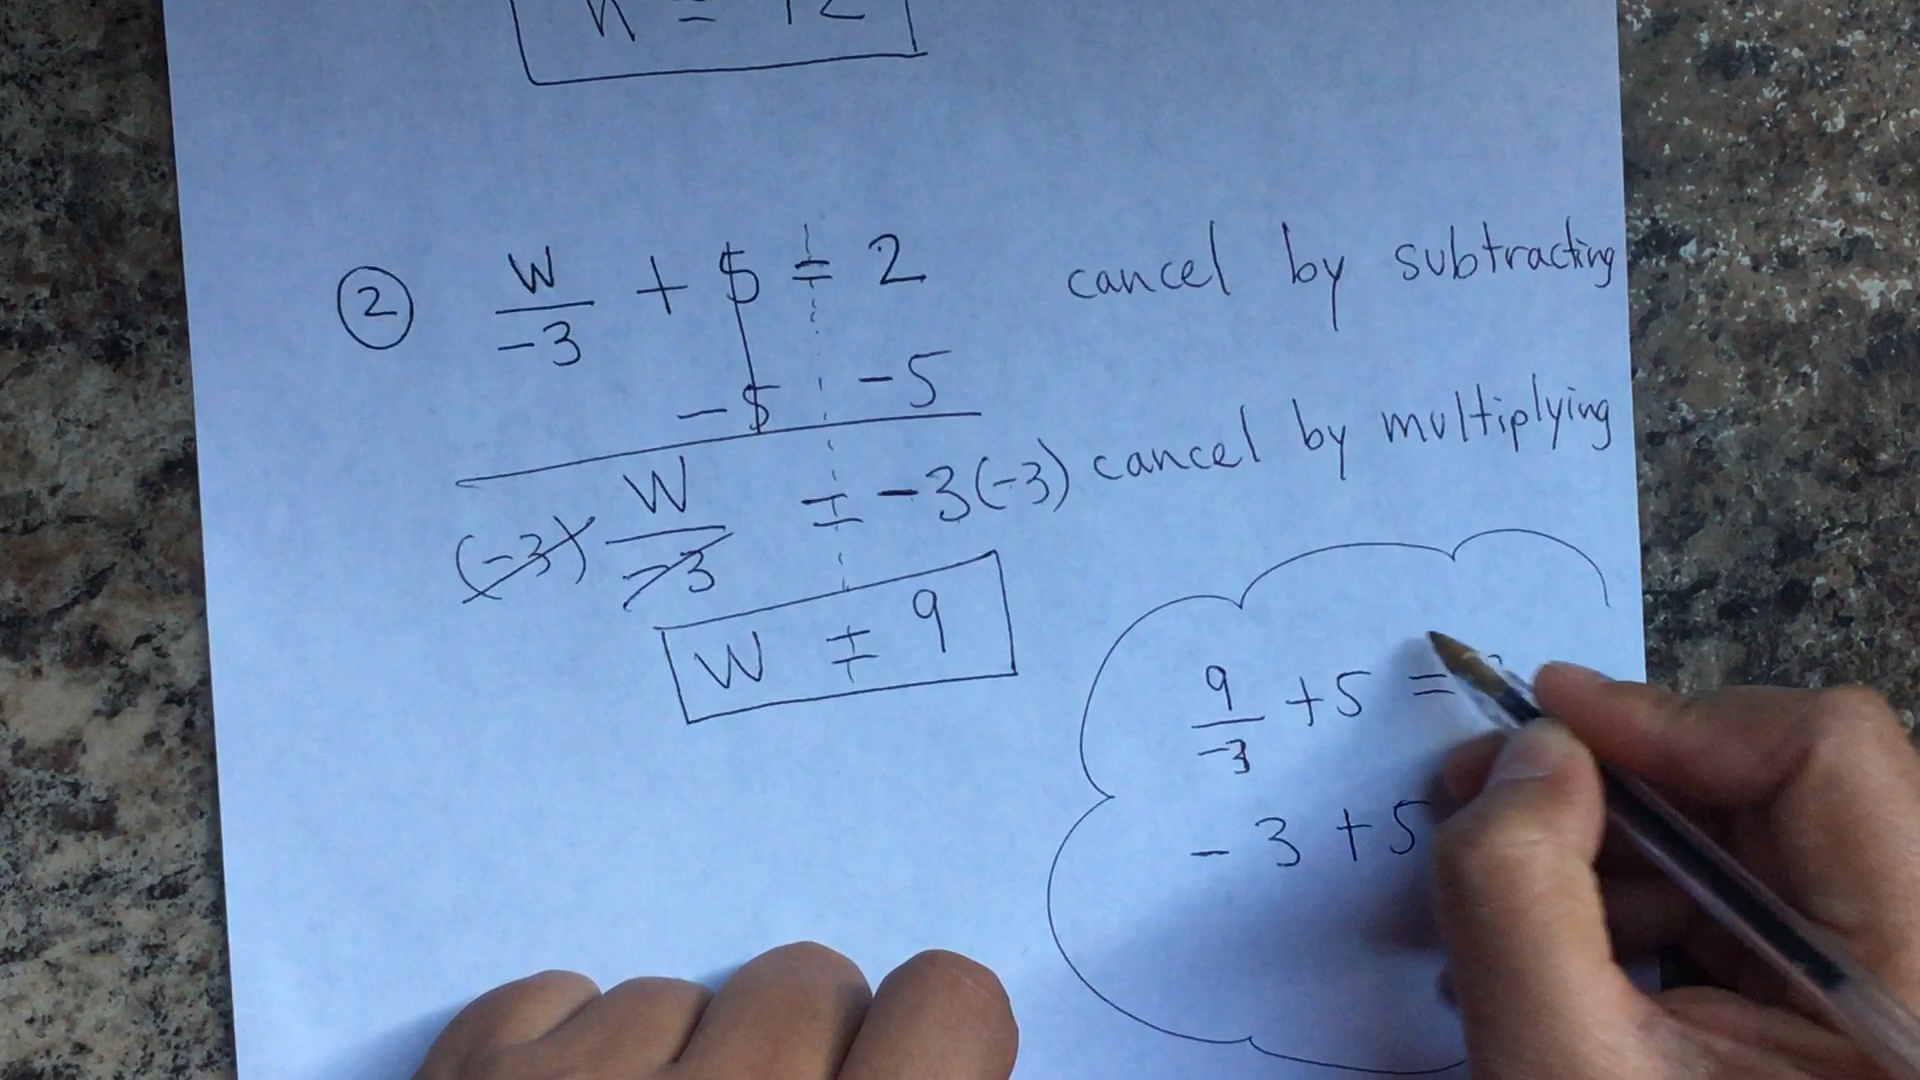 n = 12
② W/-3 + 5 = 2 cancel by subtracting
- 5 -5
(-3) W/-3 = -3(-3) cancel by multiplying
W = 9
9/-3 + 5 =
- 3 + 5